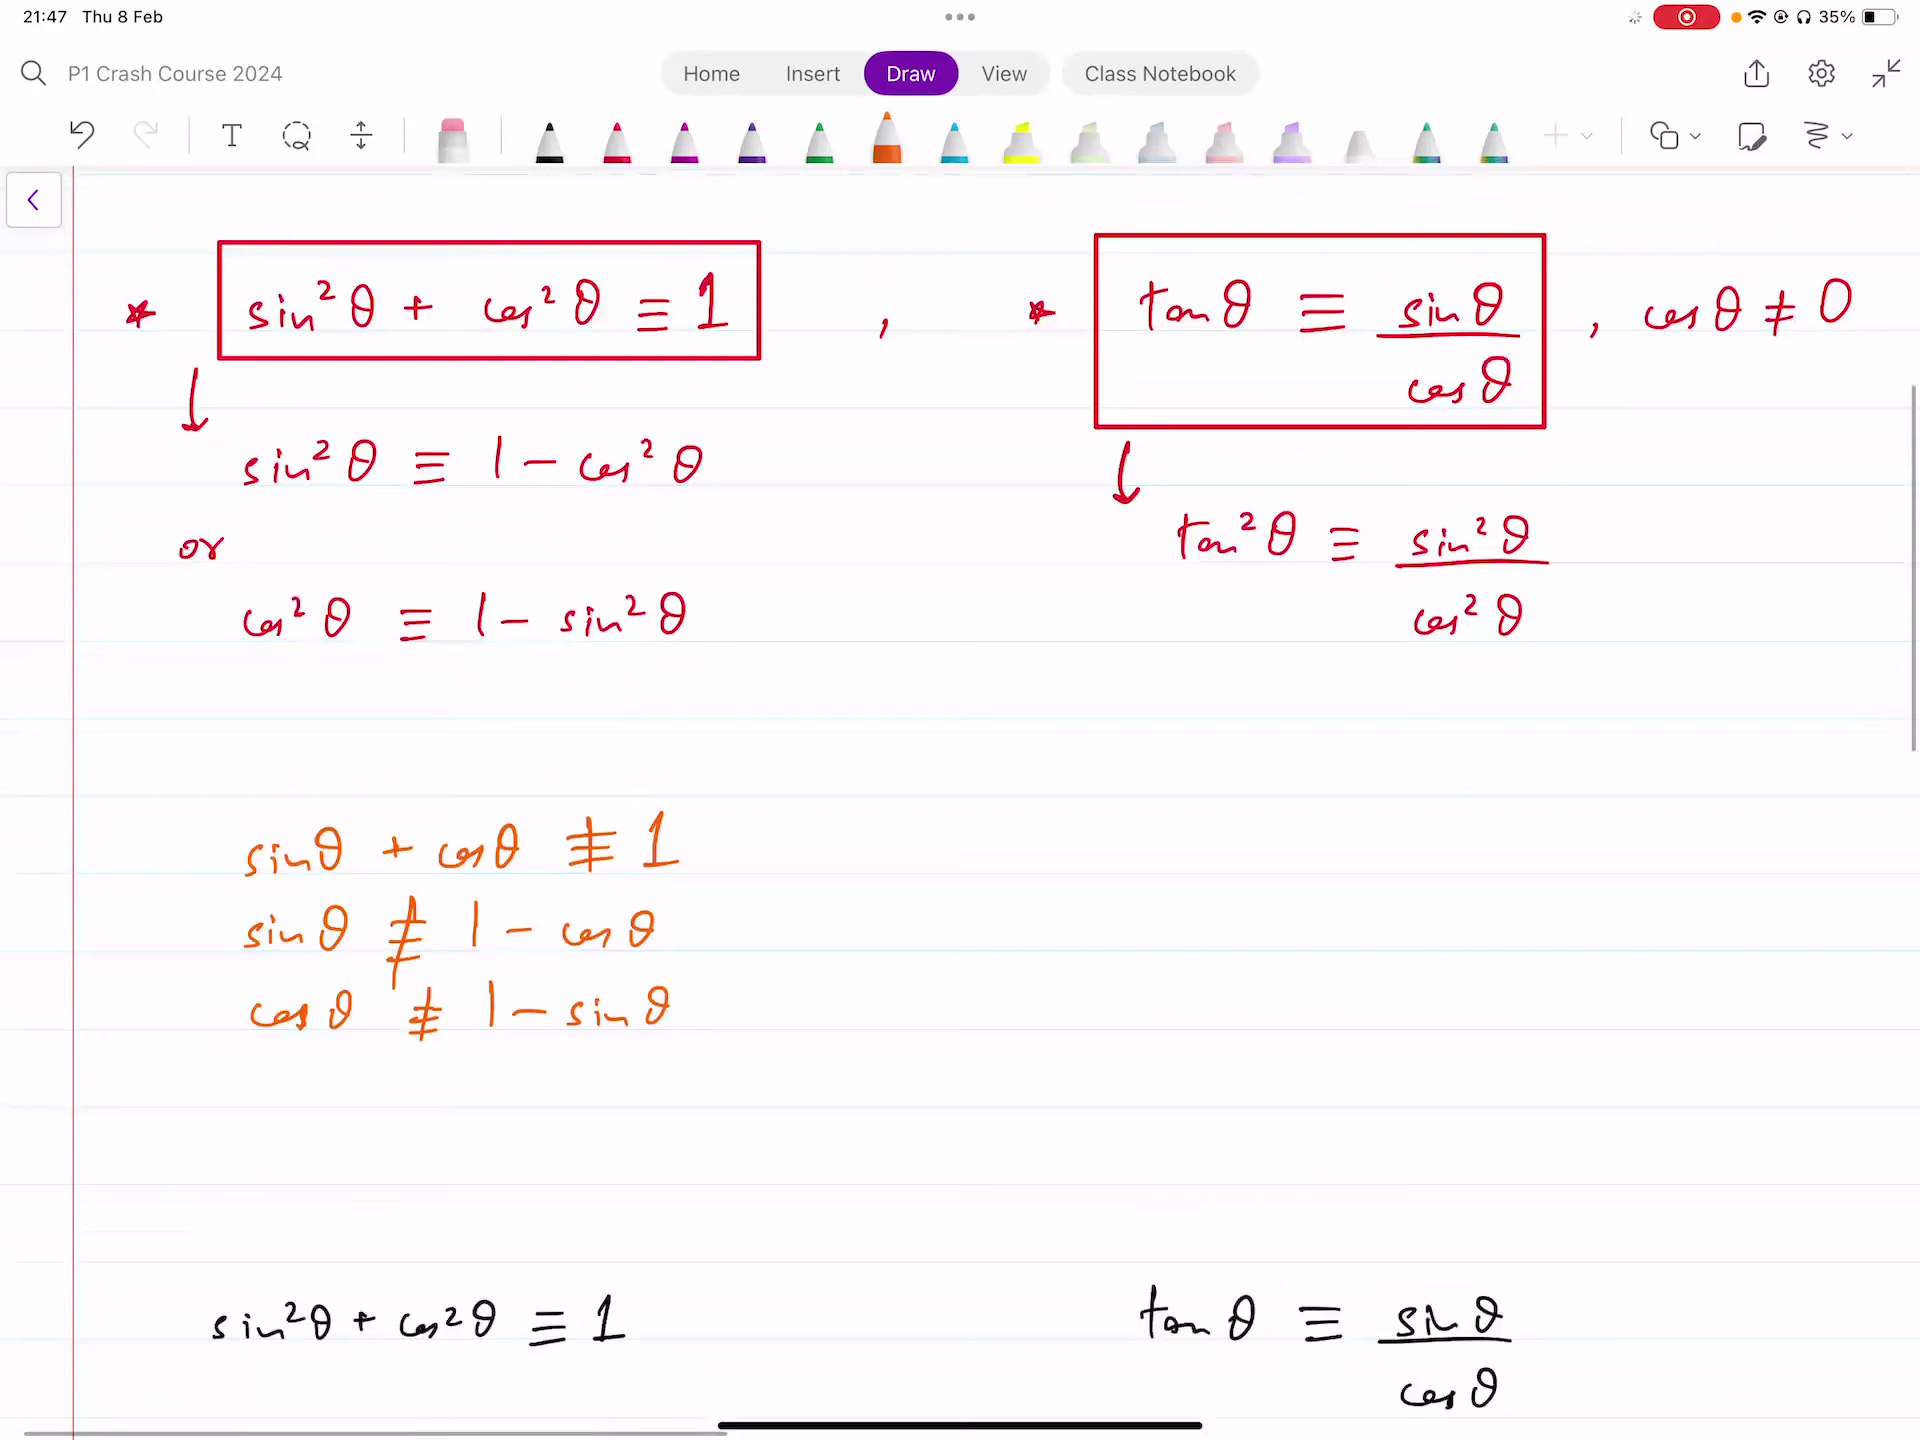 21:47 Thu 8 Feb 35%
P1 Crash Course 2024 Home Insert Draw View Class Notebook
T
* sin²θ + cos²θ ≡ 1 , * tanθ ≡ sinθ/cosθ , cosθ ≠ 0
↓ ↓
sin²θ ≡ 1 - cos²θ
or tan²θ ≡ sin²θ/cos²θ
cos²θ ≡ 1 - sin²θ
sinθ + cosθ ≢ 1
sinθ ≢ 1 - cosθ
cosθ ≢ 1 - sinθ
sin²θ + cos²θ ≡ 1 tanθ ≡ sinθ/cosθ